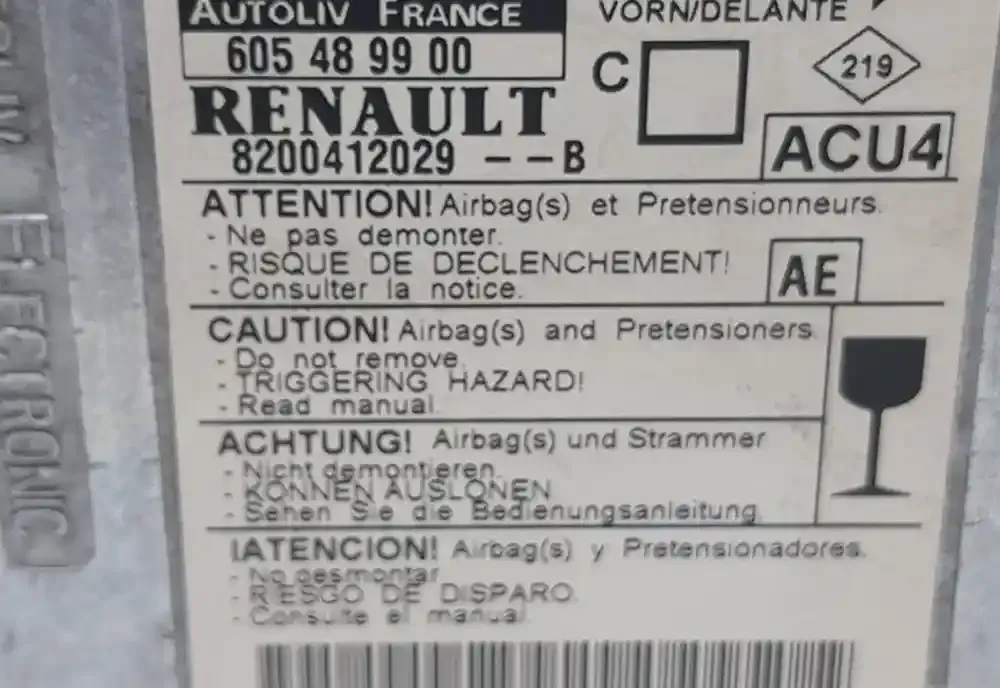 AUTOLIV FRANCE
VORN/DELANTE
605 48 99 00
C
219
RENAULT
8200412029 --B
ACU4
ATTENTION! Airbag(s) et Pretensionneurs.
- Ne pas demonter.
- RISQUE DE DECLENCHEMENT!
- Consulter la notice.
AE
CAUTION! Airbag(s) and Pretensioners.
- Do not remove.
- TRIGGERING HAZARD!
- Read manual.
ACHTUNG! Airbag(s) und Strammer
- Nicht demontieren.
- KÖNNEN AUSLÖNEN
- Sehen Sie die Bedienungsanleitung.
¡ATENCION! Airbag(s) y Pretensionadores.
- No desmontar
- RIESGO DE DISPARO.
- Consulte el manual.
ELECTRONIC